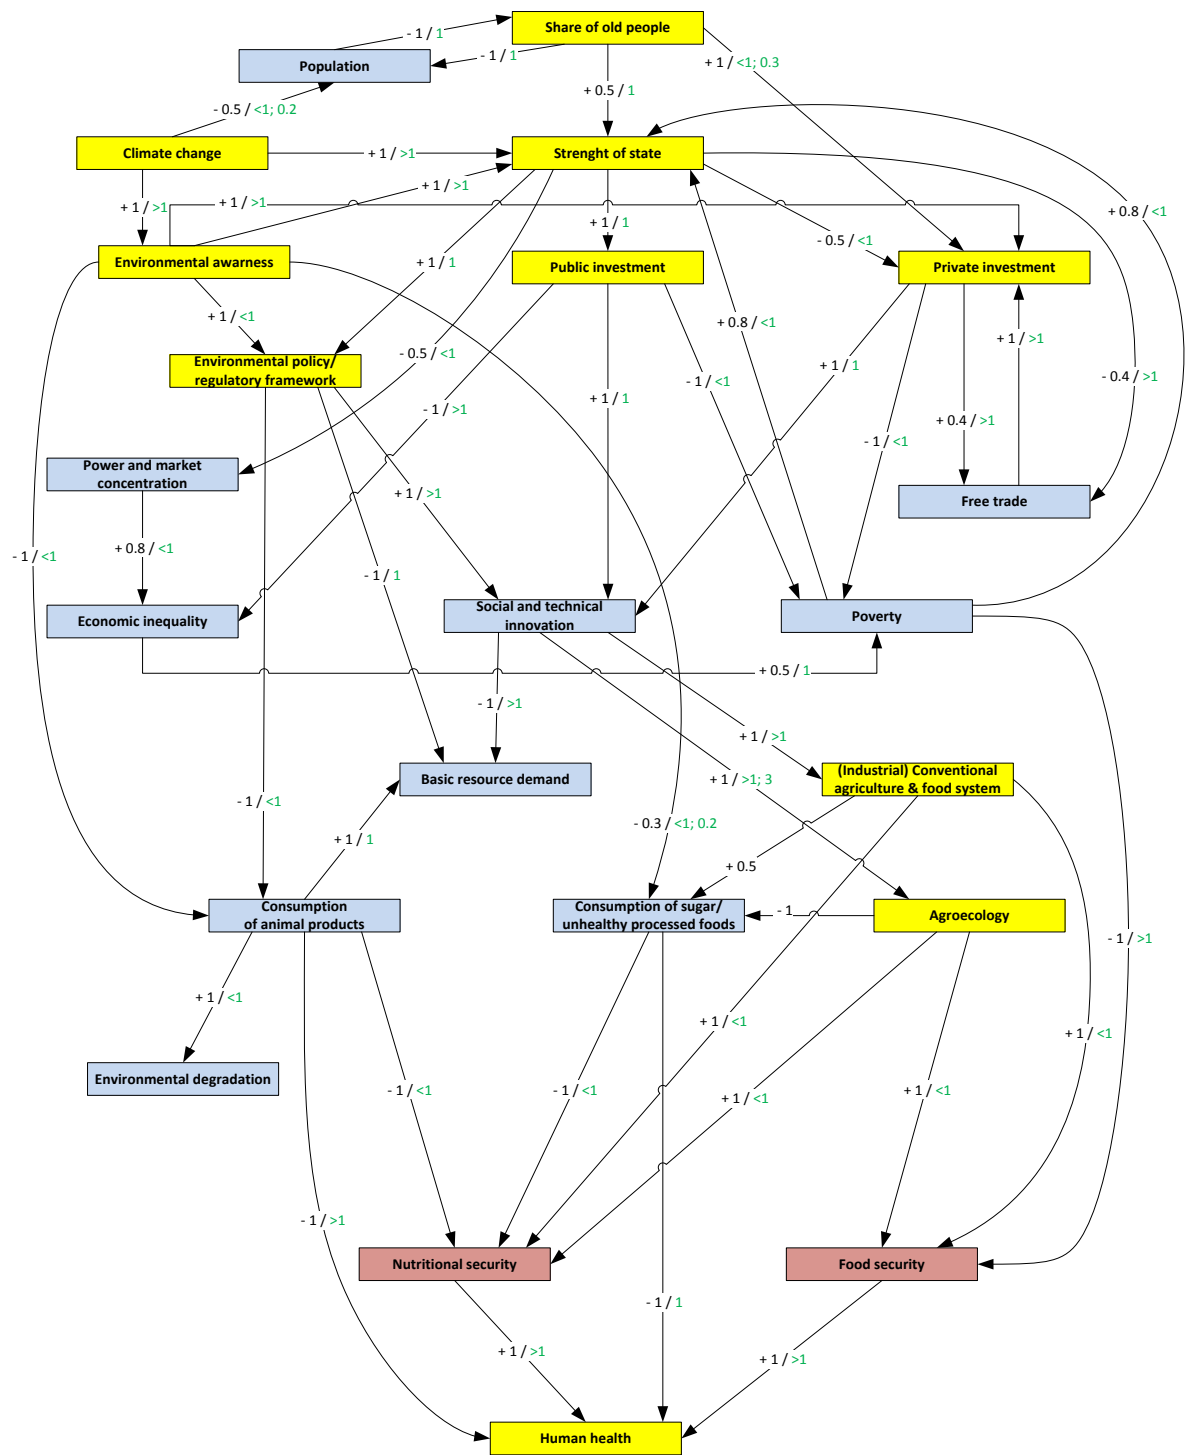 Share of old people
- 1 / 1
- 1 / 1
+ 1 / <1; 0.3
Population
+ 0.5 / 1
- 0.5 / <1; 0.2
Climate change
+ 1 / >1
Strenght of state
+ 1 / >1
+ 1 / >1
+ 1 / >1
+ 1 / 1
- 0.5 / <1
+ 0.8 / <1
Environmental awarness
+ 1 / 1
Public investment
Private investment
+ 1 / <1
+ 0.8 / <1
+ 1 / >1
Environmental policy/
regulatory framework
- 0.5 / <1
- 1 / <1
+ 1 / 1
- 0.4 / >1
- 1 / >1
+ 1 / 1
+ 0.4 / >1
- 1 / <1
Power and market
concentration
+ 1 / >1
Free trade
- 1 / <1
+ 0.8 / <1
- 1 / 1
Economic inequality
Social and technical
innovation
Poverty
+ 0.5 / 1
- 1 / >1
+ 1 / >1
Basic resource demand
+ 1 / >1; 3
(Industrial) Conventional
agriculture & food system
- 1 / <1
- 0.3 / <1; 0.2
+ 1 / 1
+ 0.5
Consumption
of animal products
Consumption of sugar/
unhealthy processed foods
- 1
Agroecology
- 1 / >1
+ 1 / <1
+ 1 / <1
+ 1 / <1
Environmental degradation
- 1 / <1
- 1 / <1
+ 1 / <1
+ 1 / <1
- 1 / >1
Nutritional security
Food security
- 1 / 1
+ 1 / >1
+ 1 / >1
Human health